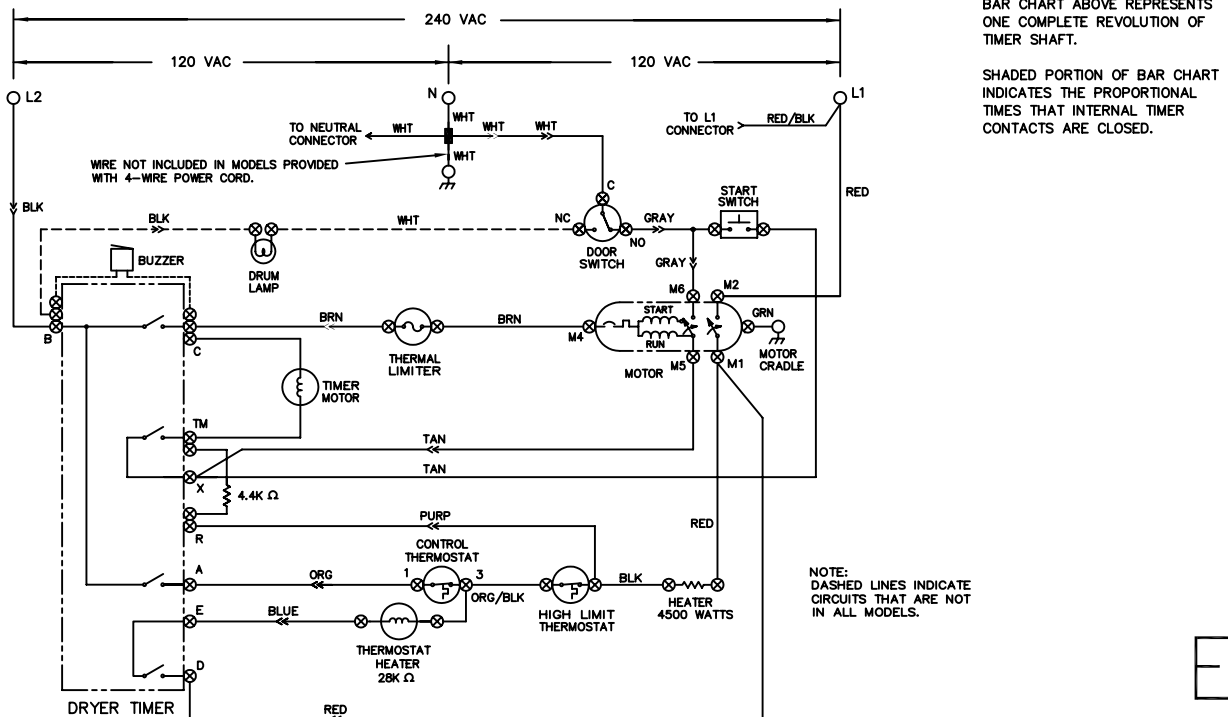 BAR CHART ABOVE REPRESENTS
ONE COMPLETE REVOLUTION OF
TIMER SHAFT.
SHADED PORTION OF BAR CHART
INDICATES THE PROPORTIONAL
TIMES THAT INTERNAL TIMER
CONTACTS ARE CLOSED.
240 VAC
120 VAC
120 VAC
L2
N
L1
WHT
TO NEUTRAL
CONNECTOR
WHT
WHT
WHT
TO L1
CONNECTOR
RED/BLK
WHT
WIRE NOT INCLUDED IN MODELS PROVIDED
WITH 4-WIRE POWER CORD.
RED
BLK
BLK
WHT
C
NC
NO
DOOR
SWITCH
GRAY
START
SWITCH
BUZZER
DRUM
LAMP
GRAY
M6
M2
B
C
BRN
THERMAL
LIMITER
BRN
M4
START
RUN
M5
M1
MOTOR
GRN
MOTOR
CRADLE
TIMER
MOTOR
TM
TAN
TAN
X
4.4K Ω
R
PURP
RED
A
ORG
CONTROL
THERMOSTAT
1
3
ORG/BLK
HIGH LIMIT
THERMOSTAT
BLK
HEATER
4500 WATTS
NOTE:
DASHED LINES INDICATE
CIRCUITS THAT ARE NOT
IN ALL MODELS.
E
BLUE
THERMOSTAT
HEATER
28K Ω
D
DRYER TIMER
RED